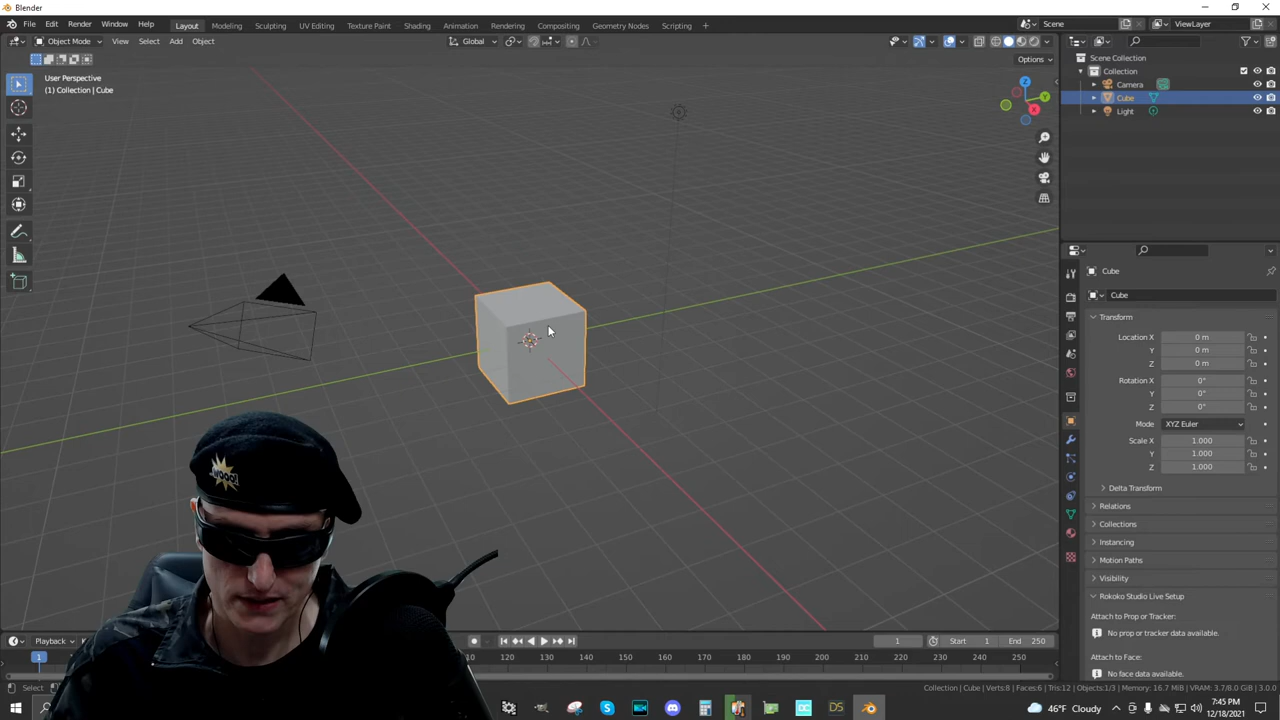 Blender
File Edit Render Window Help Layout Modeling Sculpting UV Editing Texture Paint Shading Animation Rendering Compositing Geometry Nodes Scripting + Scene ViewLayer
Object Mode View Select Add Object Global
Options
User Perspective
(1) Collection | Cube
Z
Y
X
Scene Collection
Collection
Camera
Cube
Light
Cube
Cube
Transform
Location X 0 m
Y 0 m
Z 0 m
Rotation X 0°
Y 0°
Z 0°
Mode XYZ Euler
Scale X 1.000
Y 1.000
Z 1.000
Delta Transform
Relations
Collections
Instancing
Motion Paths
Visibility
Rokoko Studio Live Setup
Attach to Prop or Tracker:
No prop or tracker data available.
Attach to Face:
No face data available.
WOOO!
Playback 1 Start 1 End 250
1 110 120 130 140 150 160 170 180 190 200 210 220 230 240 250
Select
Collection | Cube | Verts:8 | Faces:6 | Tris:12 | Objects:1/3 | Memory: 16.7 MiB | VRAM: 3.7/8.0 GiB | 3.0.0
DC DS 46°F Cloudy 7:45 PM
12/18/2021